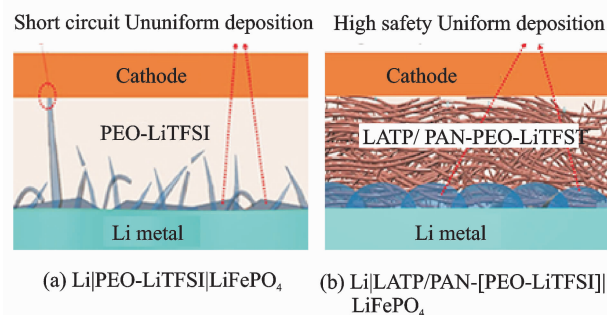 Short circuit Ununiform deposition
High safety Uniform deposition
Cathode
Cathode
PEO-LiTFSI
LATP/ PAN-PEO-LiTFST
Li metal
Li metal
(a) Li|PEO-LiTFSI|LiFePO₄
(b) Li|LATP/PAN-[PEO-LiTFSI]|
LiFePO₄